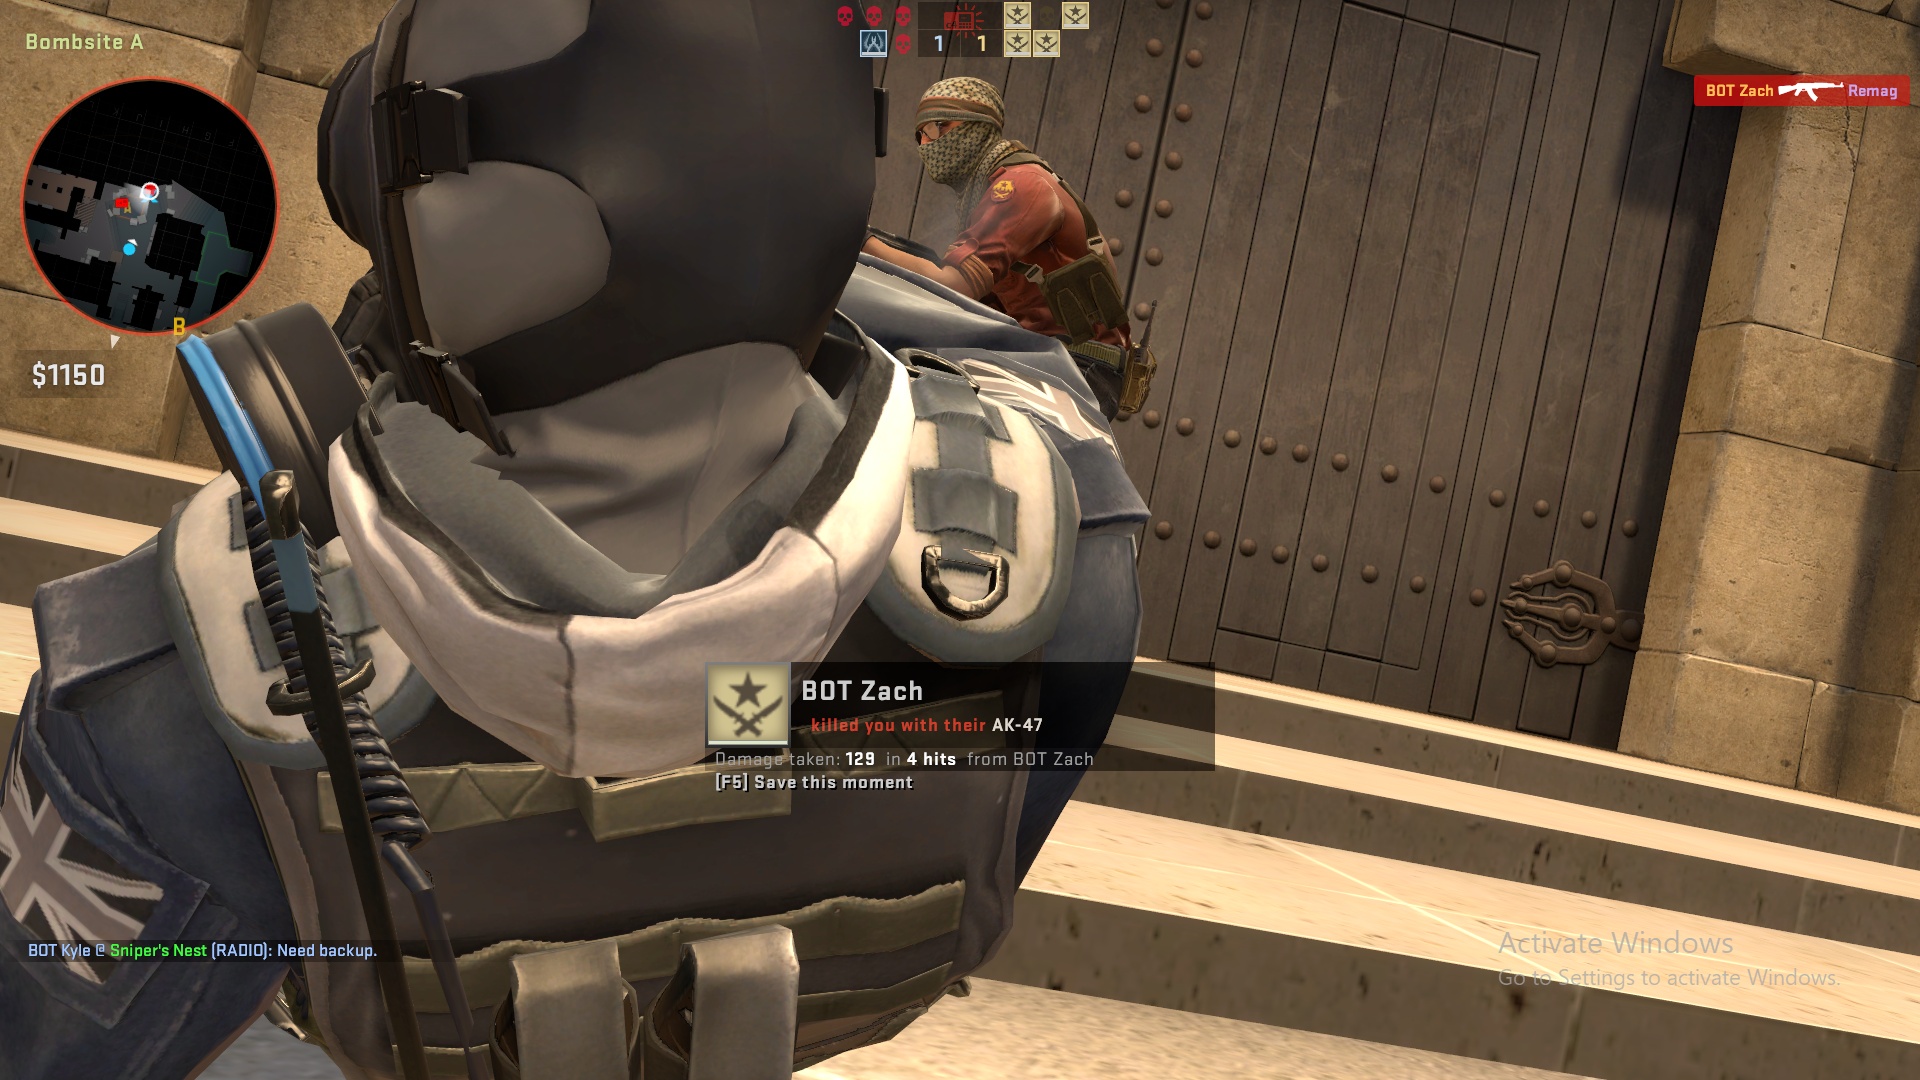 Bombsite A
1 1
BOT Zach Remag
B
$1150
BOT Zach
killed you with their AK-47
Damage taken: 129 in 4 hits from BOT Zach
[F5] Save this moment
BOT Kyle @ Sniper's Nest (RADIO): Need backup.
Activate Windows
Go to Settings to activate Windows.